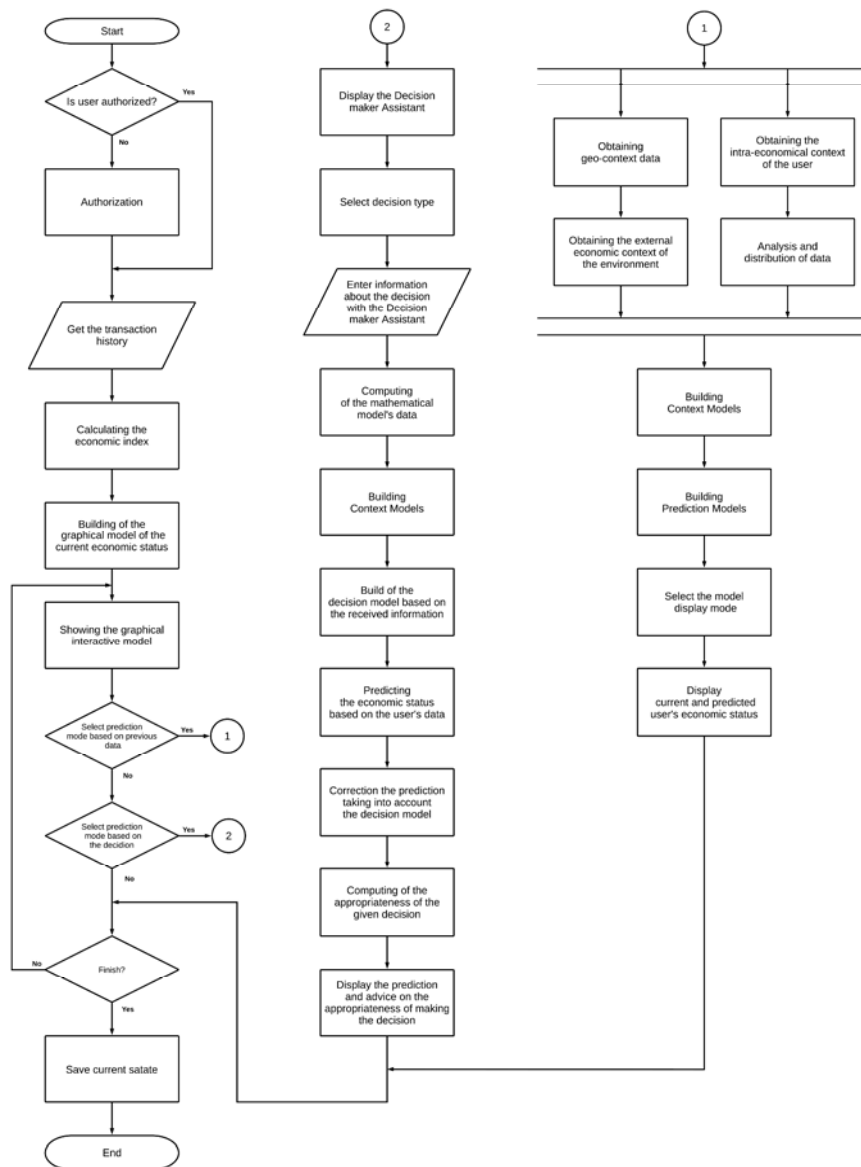 Start
Is user authorized?
Yes
No
Authorization
Get the transaction
history
Calculating the
economic index
Building of the
graphical model of the
current economic status
Showing the graphical
interactive model
Select prediction
mode based on previous
data
Yes
1
No
Select prediction
mode based on
the decidion
Yes
2
No
Finish?
No
Yes
Save current satate
End
2
Display the Decision
maker Assistant
Select decision type
Enter information
about the decision
with the Decision
maker Assistant
Computing
of the mathematical
model's data
Building
Context Models
Build of the
decision model based on
the received information
Predicting
the economic status
based on the user's data
Correction the prediction
taking into account
the decision model
Computing of the
appropriateness of the
given decision
Display the prediction
and advice on the
appropriateness of making
the decision
1
Obtaining
geo-context data
Obtaining the external
economic context of
the environment
Obtaining the
intra-economical context
of the user
Analysis and
distribution of data
Building
Context Models
Building
Prediction Models
Select the model
display mode
Display
current and predicted
user's economic status